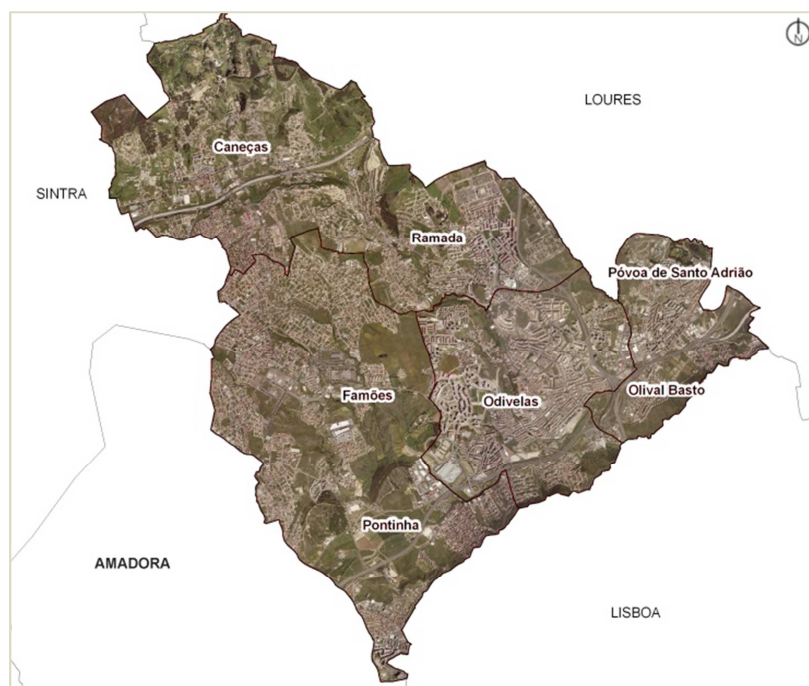 N
LOURES
Caneças
SINTRA
Ramada
Póvoa de Santo Adrião
Olival Basto
Famões
Odivelas
Pontinha
AMADORA
LISBOA